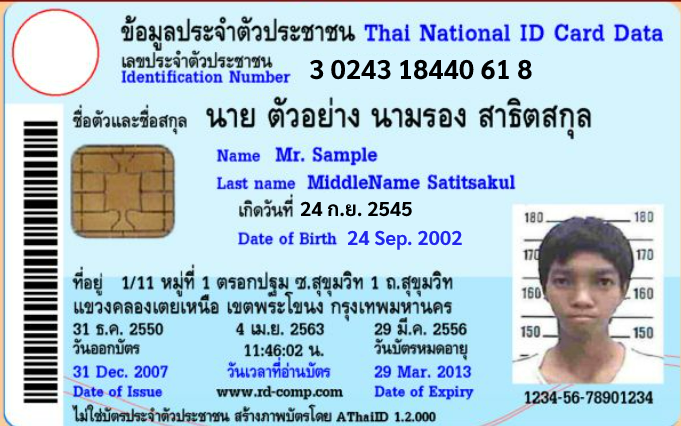 ข้อมูลประจำตัวประชาชน Thai National ID Card Data
เลขประจำตัวประชาชน
Identification Number 3 0243 18440 61 8
ชื่อตัวและชื่อสกุล นาย ตัวอย่าง นามรอง สาธิตสกุล
Name Mr. Sample
Last name MiddleName Satitsakul
เกิดวันที่ 24 ก.ย. 2545
Date of Birth 24 Sep. 2002
ที่อยู่ 1/11 หมู่ที่ 1 ตรอกปฐม ซ.สุขุมวิท 1 ถ.สุขุมวิท
แขวงคลองเตยเหนือ เขตพระโขนง กรุงเทพมหานคร
31 ธ.ค. 2550 4 เม.ย. 2563 29 มี.ค. 2556
วันออกบัตร 11:46:02 น. วันบัตรหมดอายุ
31 Dec. 2007 วันเวลาที่อ่านบัตร 29 Mar. 2013
Date of Issue www.rd-comp.com Date of Expiry
ไม่ใช่บัตรประจำตัวประชาชน สร้างภาพบัตรโดย AThaiID 1.2.000
180 180
170 170
160 160
150 150
1234-56-78901234